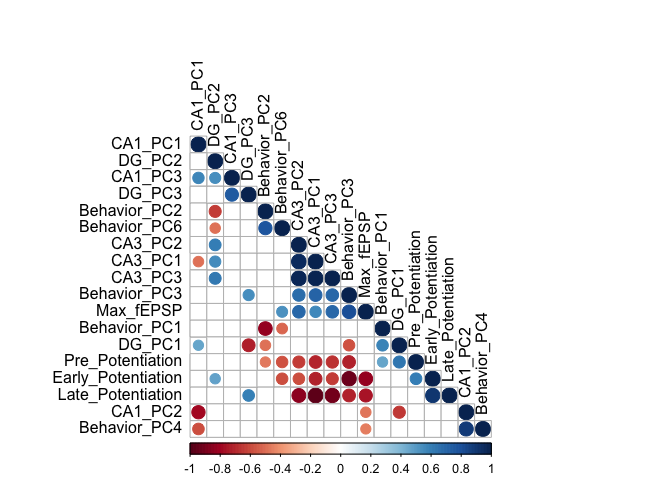 CA1_PC1
DG_PC2
CA1_PC3
DG_PC3
Behavior_PC2
Behavior_PC6
CA3_PC2
CA3_PC1
CA3_PC3
Behavior_PC3
Max_fEPSP
Behavior_PC1
DG_PC1
Pre_Potentiation
Early_Potentiation
Late_Potentiation
CA1_PC2
Behavior_PC4
CA1_PC1
DG_PC2
CA1_PC3
DG_PC3
Behavior_PC2
Behavior_PC6
CA3_PC2
CA3_PC1
CA3_PC3
Behavior_PC3
Max_fEPSP
Behavior_PC1
DG_PC1
Pre_Potentiation
Early_Potentiation
Late_Potentiation
CA1_PC2
Behavior_PC4
-1 -0.8 -0.6 -0.4 -0.2 0 0.2 0.4 0.6 0.8 1